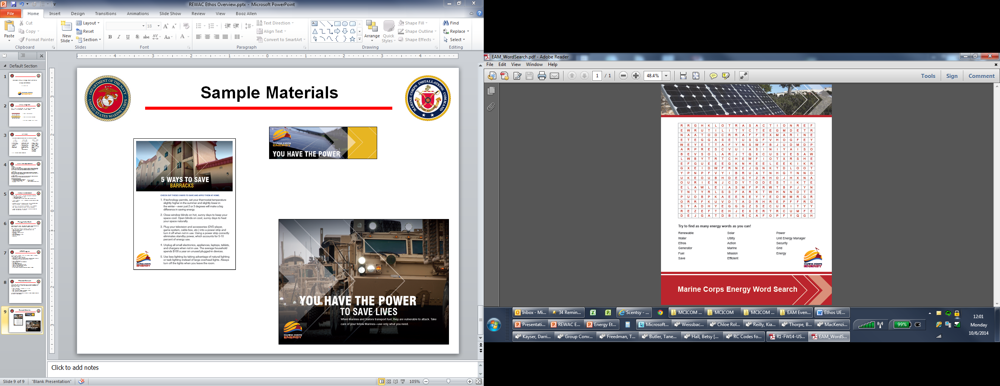 REWAC Ethos Overview.pptx - Microsoft PowerPoint
File Home Insert Design Transitions Animations Slide Show Review View Booz Allen
Paste
Cut
Copy
Format Painter
Clipboard
New Slide
Layout
Reset
Section
Slides
18
Font
Text Direction
Align Text
Convert to SmartArt
Paragraph
Arrange
Quick Styles
Shape Fill
Shape Outline
Shape Effects
Drawing
Find
Replace
Select
Editing
Default Section
1
2
3
4
5
6
7
8
9
DEPARTMENT OF THE NAVY
UNITED STATES MARINE CORPS
Sample Materials
MARINE CORPS INSTALLATIONS COMMAND
MARINE CORPS
ENERGY
YOU HAVE THE POWER
5 WAYS TO SAVE
BARRACKS
CHECK OUT THESE 5 WAYS TO SAVE AND APPLY THEM AT HOME.
1. If technology permits, set your thermostat temperature
slightly higher in the summer and slightly lower in
the winter – even just 2 or 3 degrees will make a big
difference in saving energy.
2. Close window blinds on hot, sunny days to keep your
space cool. Open blinds on cool, sunny days to heat
your space naturally.
3. Plug your television and accessories (DVD player,
game system, cable box, etc.) into a power strip and
turn it off when not in use. Using a power strip correctly
eliminates standby power, which accounts for 5-10
percent of energy use.
4. Unplug all small electronics, appliances, laptops, tablets,
and chargers when not in use. The average household
spends $100 a year on unused plugged-in devices.
5. Use less lighting by taking advantage of natural lighting
or task lighting instead of large overhead lights. Always
turn off the lights when you leave the room.
MARINE CORPS
ENERGY
YOU HAVE THE POWER
TO SAVE LIVES
When Marines and Sailors transport fuel, they are vulnerable to attack. Take
care of your fellow Marines—use only what you need.
MARINE CORPS
ENERGY
Click to add notes
Slide 9 of 9 "Blank Presentation" 105%
EAM_WordSearch.pdf - Adobe Reader
File Edit View Window Help
1 / 1 48.4% Tools Sign Comment
R R G H K L O T R A S A C T I O N R E F
E W R U T I L I T Y C T E E G M D E T R
N A A T O D C R R A F F E X M A R I N E
E T E G G A S E T U S G F V H O G F E Y
W E Y E T T A F Y N S W F B J U D M D P
A R P R E S C V U I A S I N I Y A I S O
B E V S O L A R J T Q X C U S V E S A W
L W B Y T R T C H E W F I O T X R S H E
E F G U E E E G K N H E E L E E K I K R
G X E I D W F R N E J Q N K T D L O O T
Y P N P F V Y I B R U A T N H G T N N D
U K E O U B H D E G Y Z R H O J H X N A
O U R I E N J C D Y T O D E S T I K T E
E L A W L E I A S M F P R W T B P J Y N
T N T Y R L S S F A R K T W H N N D T E
P U O B P K A E E N E Y Y E O M M R G R
O R R F K U V D T A D R H R E P F F R G
S T A D H Y E G G G Z S E C U R I T Y Y
R E Z E F T E H J E X E R T R C U M F E
D E J G A T D B I R C A F O P F Y Q G H
Try to find as many energy words as you can!
Renewable Solar Power
Water Utility Unit Energy Manager
Ethos Action Security
Generator Marine Grid
Fuel Mission Energy
Save Efficient
MARINE CORPS
ENERGY
Marine Corps Energy Word Search
Inbox - Mi... 34 Remin... Scentsy - ... MCICOM ... MCICOM MCICOM ... EAM Even... Ethos UE...
Presentati... REWAC E... Energy Et... Microsoft... Weissbac... Chloe Rol... Reilly, Kia... Thorpe, B... MacKenzi...
Kayser, Darri... Group Conv... Freedman, T... Butler, Tane... Hall, Betsy [... RC Codes fo... R1-FW14-US... EAM_WordS...
99%
12:01
Monday
10/6/2014